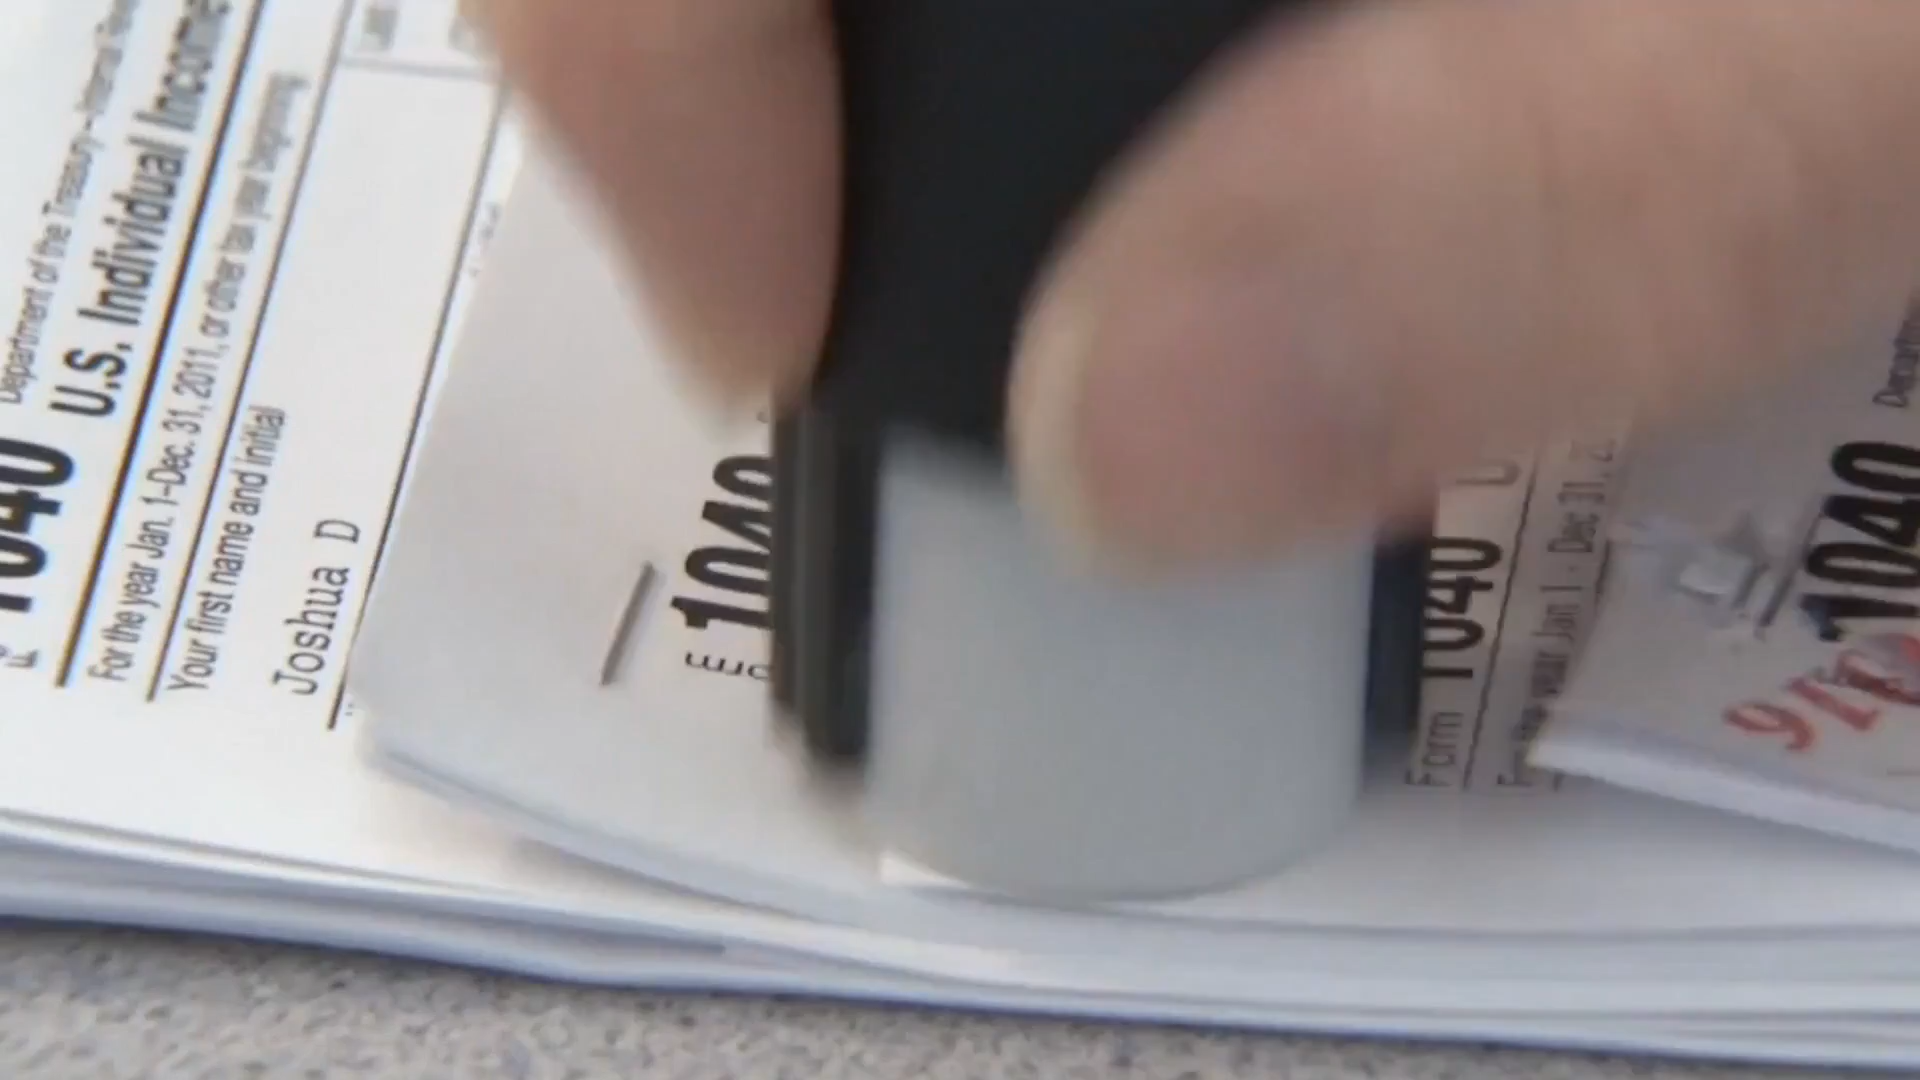 Department of the Treasury – Internal
1040 U.S. Individual Income
For the year Jan. 1–Dec. 31, 2011, or other tax year beginning
Your first name and initial
Joshua D
1040
Form 1040
year Jan 1 - Dec 31,
1040